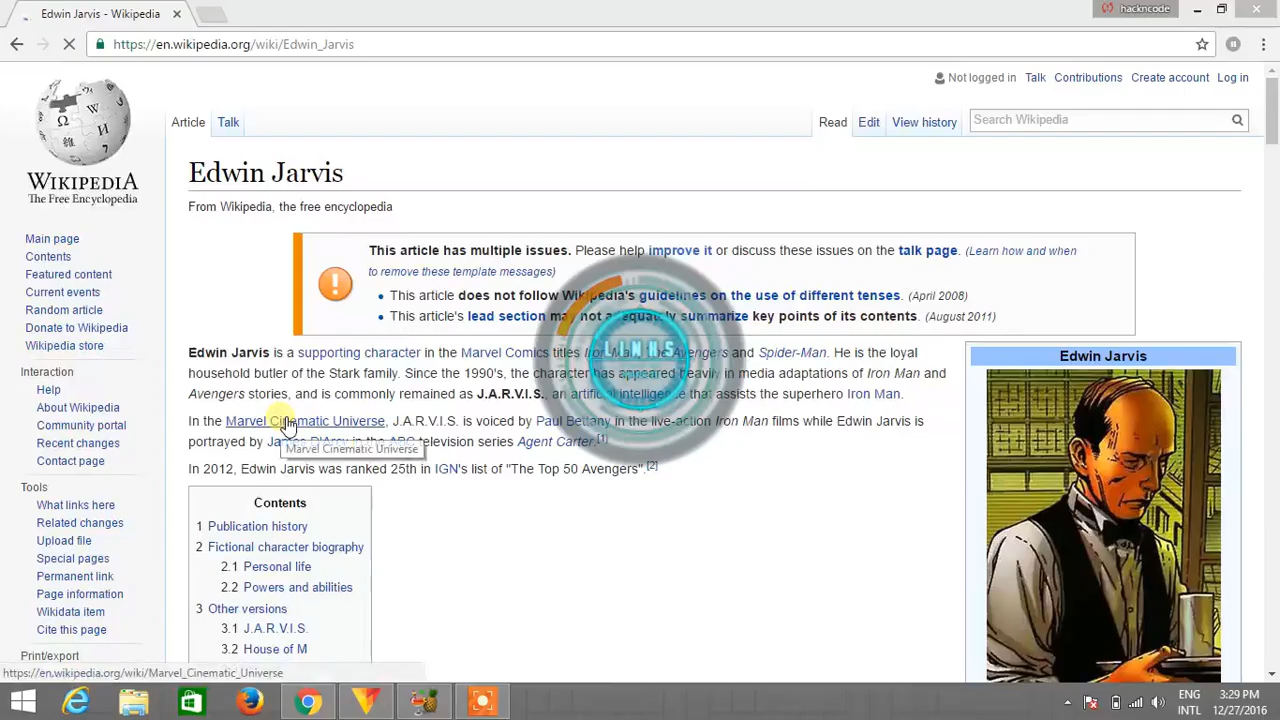 Edwin Jarvis - Wikipedia
hackncode
https://en.wikipedia.org/wiki/Edwin_Jarvis
Not logged in Talk Contributions Create account Log in
Article Talk Read Edit View history Search Wikipedia
WIKIPEDIA
The Free Encyclopedia
Main page
Contents
Featured content
Current events
Random article
Donate to Wikipedia
Wikipedia store
Interaction
Help
About Wikipedia
Community portal
Recent changes
Contact page
Tools
What links here
Related changes
Upload file
Special pages
Permanent link
Page information
Wikidata item
Cite this page
Print/export
Edwin Jarvis
From Wikipedia, the free encyclopedia
This article has multiple issues. Please help improve it or discuss these issues on the talk page. (Learn how and when
to remove these template messages)
• This article does not follow Wikipedia's guidelines on the use of different tenses. (April 2008)
• This article's lead section may not adequately summarize key points of its contents. (August 2011)
LINKS
Edwin Jarvis is a supporting character in the Marvel Comics titles Iron Man, the Avengers and Spider-Man. He is the loyal
household butler of the Stark family. Since the 1990's, the character has appeared heavily in media adaptations of Iron Man and
Avengers stories, and is commonly remained as J.A.R.V.I.S., an artificial intelligence that assists the superhero Iron Man.
In the Marvel Cinematic Universe, J.A.R.V.I.S. is voiced by Paul Bettany in the live-action Iron Man films while Edwin Jarvis is
portrayed by James D'Arcy in the ABC television series Agent Carter.[1]
Marvel Cinematic Universe
In 2012, Edwin Jarvis was ranked 25th in IGN's list of "The Top 50 Avengers".[2]
Contents
1 Publication history
2 Fictional character biography
2.1 Personal life
2.2 Powers and abilities
3 Other versions
3.1 J.A.R.V.I.S.
3.2 House of M
Edwin Jarvis
https://en.wikipedia.org/wiki/Marvel_Cinematic_Universe
ENG
INTL
3:29 PM
12/27/2016